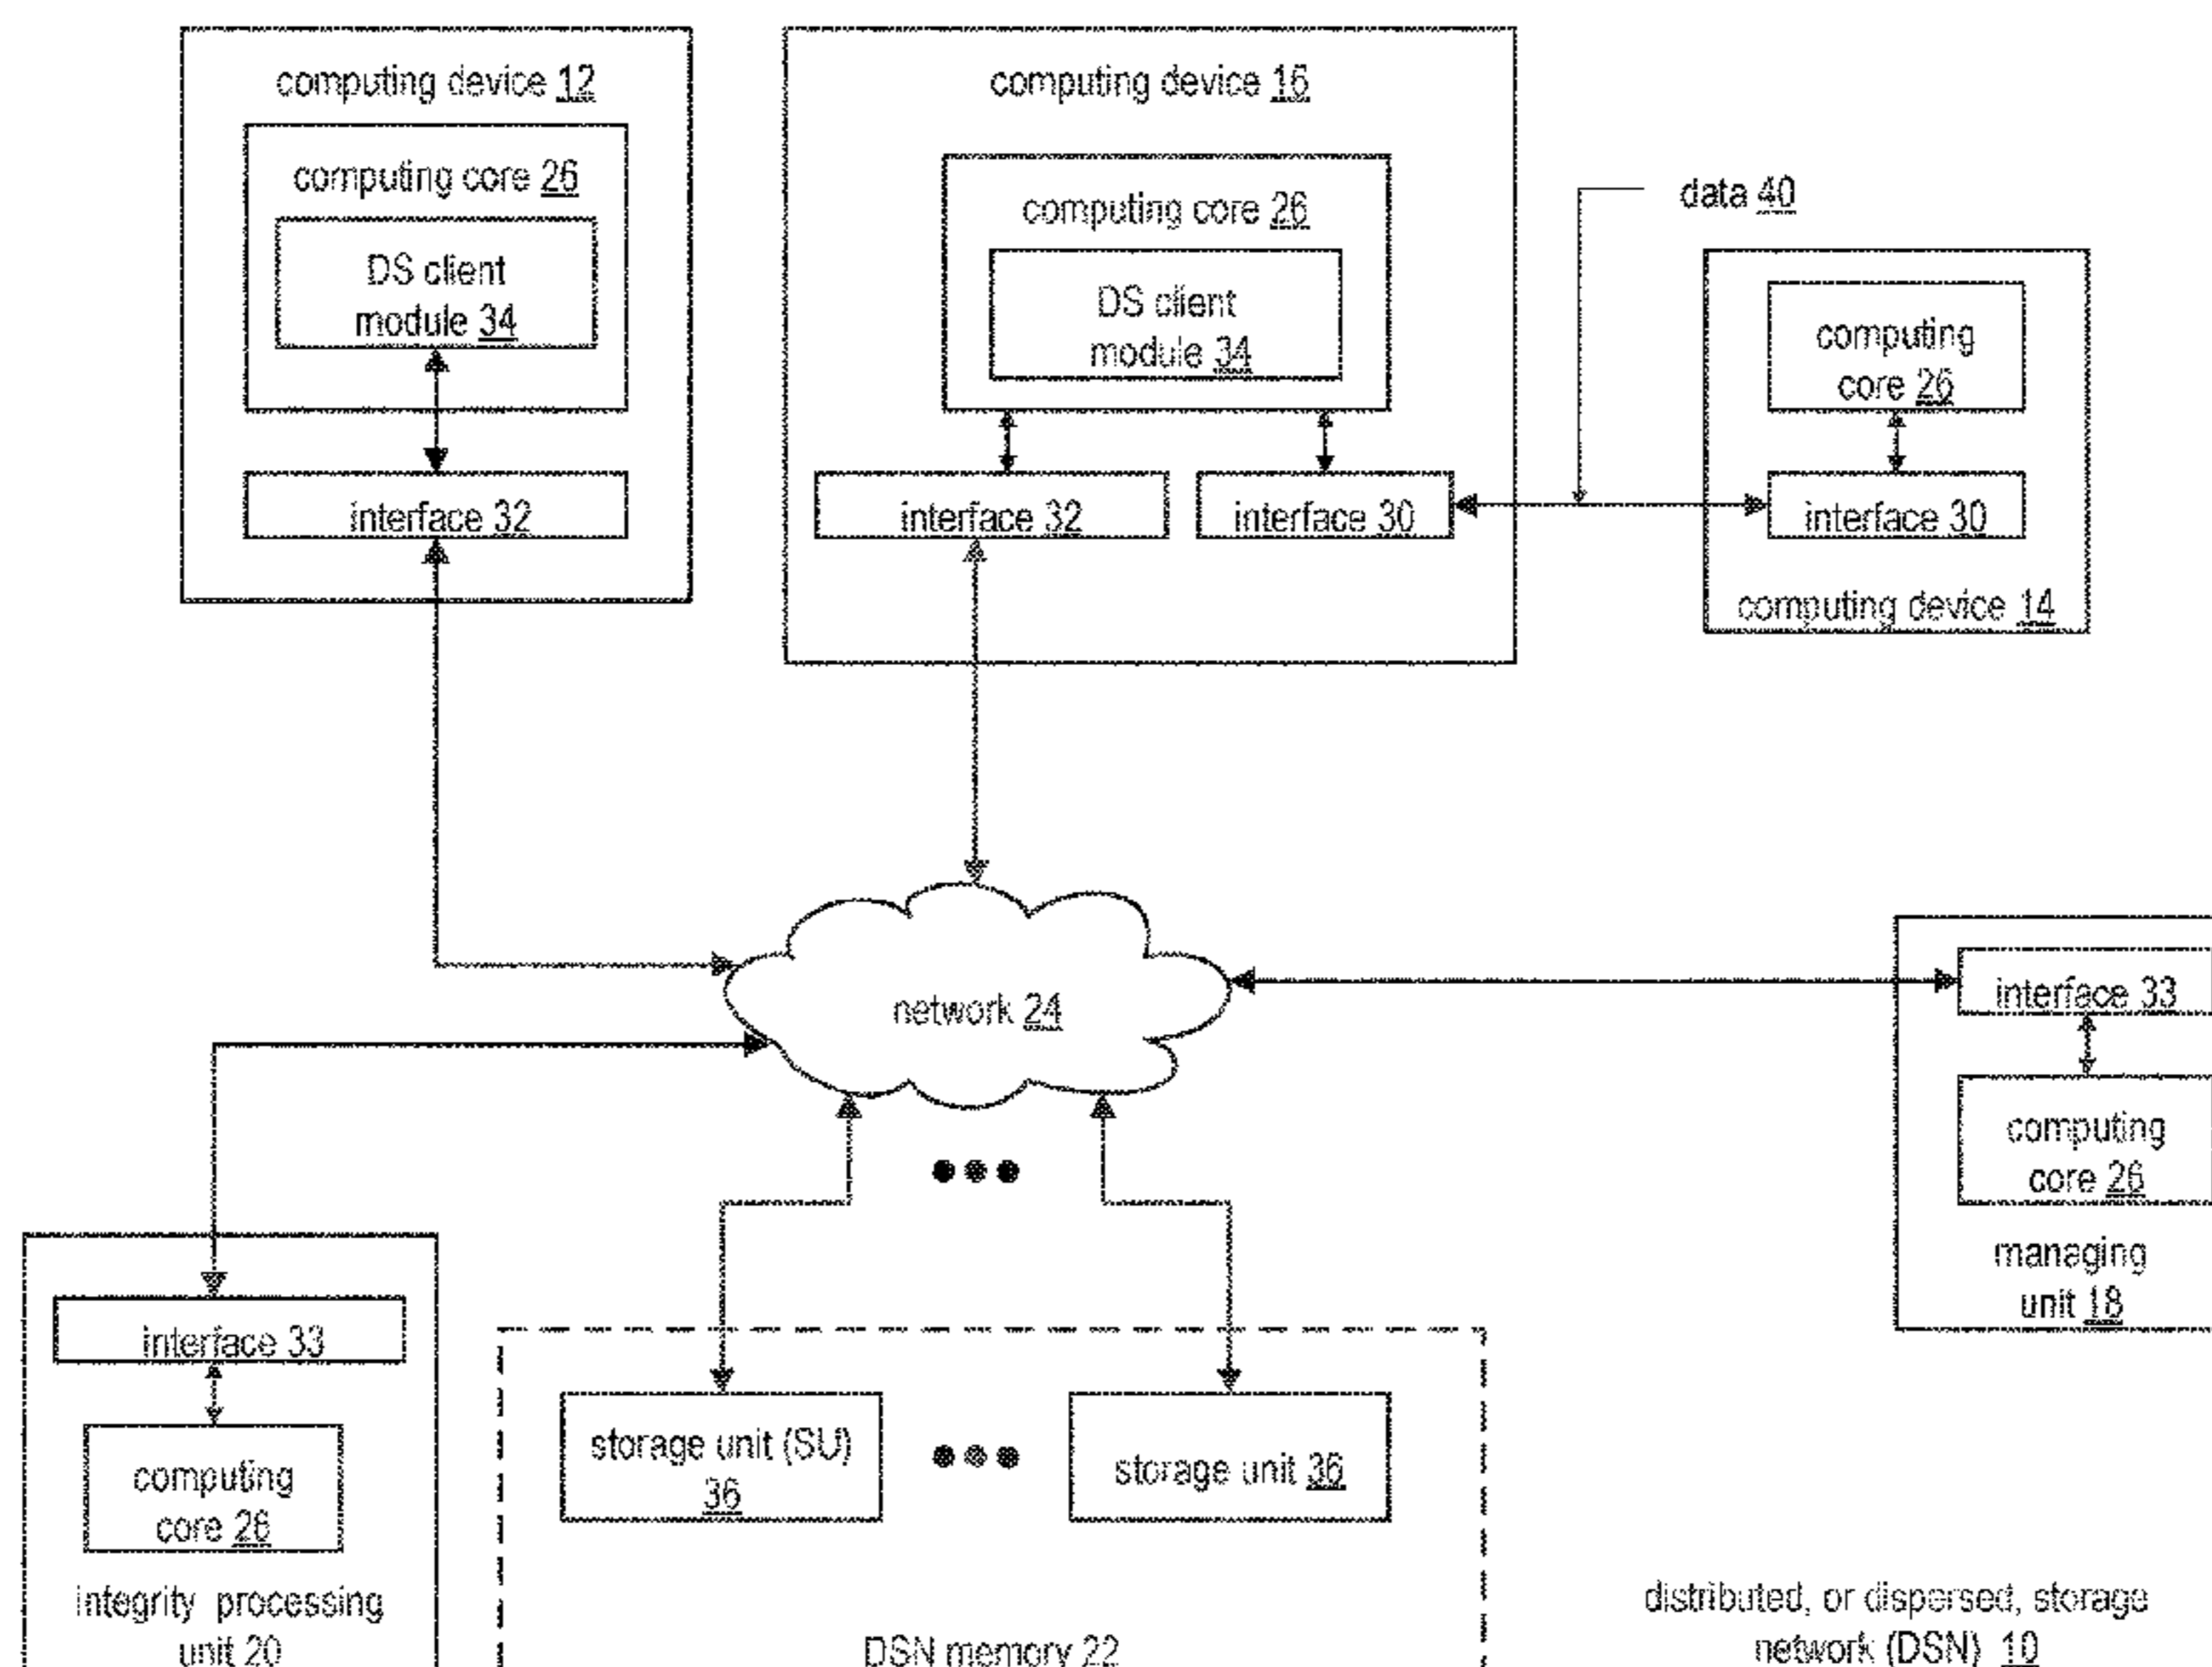 computing device 12
computing core 26
DS client
module 34
interface 32
computing device 16
computing core 26
DS client
module 34
interface 32
interface 30
data 40
computing
core 26
interface 30
computing device 14
network 24
interface 33
computing
core 26
managing
unit 18
interface 33
computing
core 26
integrity processing
unit 20
storage unit (SU)
36
storage unit 36
DSN memory 22
distributed, or dispersed, storage
network (DSN) 10